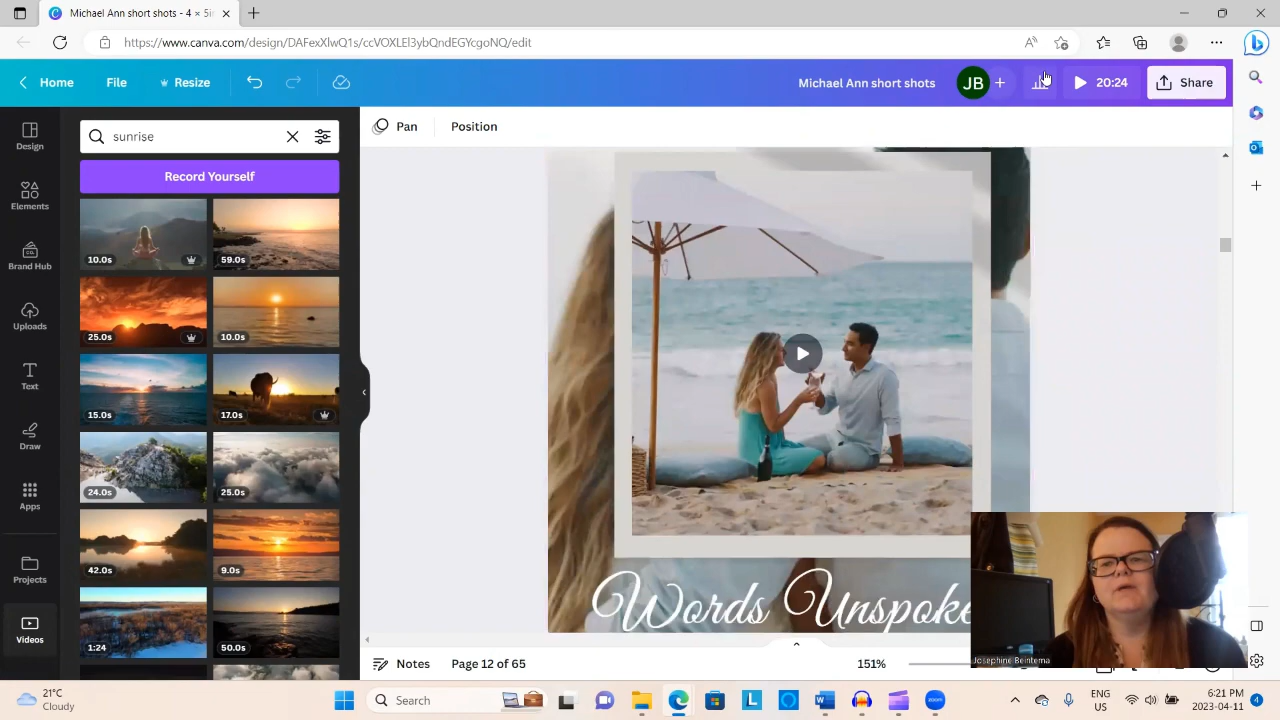 Michael Ann short shots - 4 × 5in
https://www.canva.com/design/DAFexXlwQ1s/ccVOXLEl3ybQndEGYcgoNQ/edit
Home File Resize Michael Ann short shots JB 20:24 Share
Design
Elements
Brand Hub
Uploads
Text
Draw
Apps
Projects
Videos
sunrise
Record Yourself
10.0s 59.0s
25.0s 10.0s
15.0s 17.0s
24.0s 25.0s
42.0s 9.0s
1:24 50.0s
Pan Position
Words Unspoke
Josephine Beintema
Notes Page 12 of 65 151%
21°C
Cloudy
Search
ENG
US
6:21 PM
2023-04-11
4